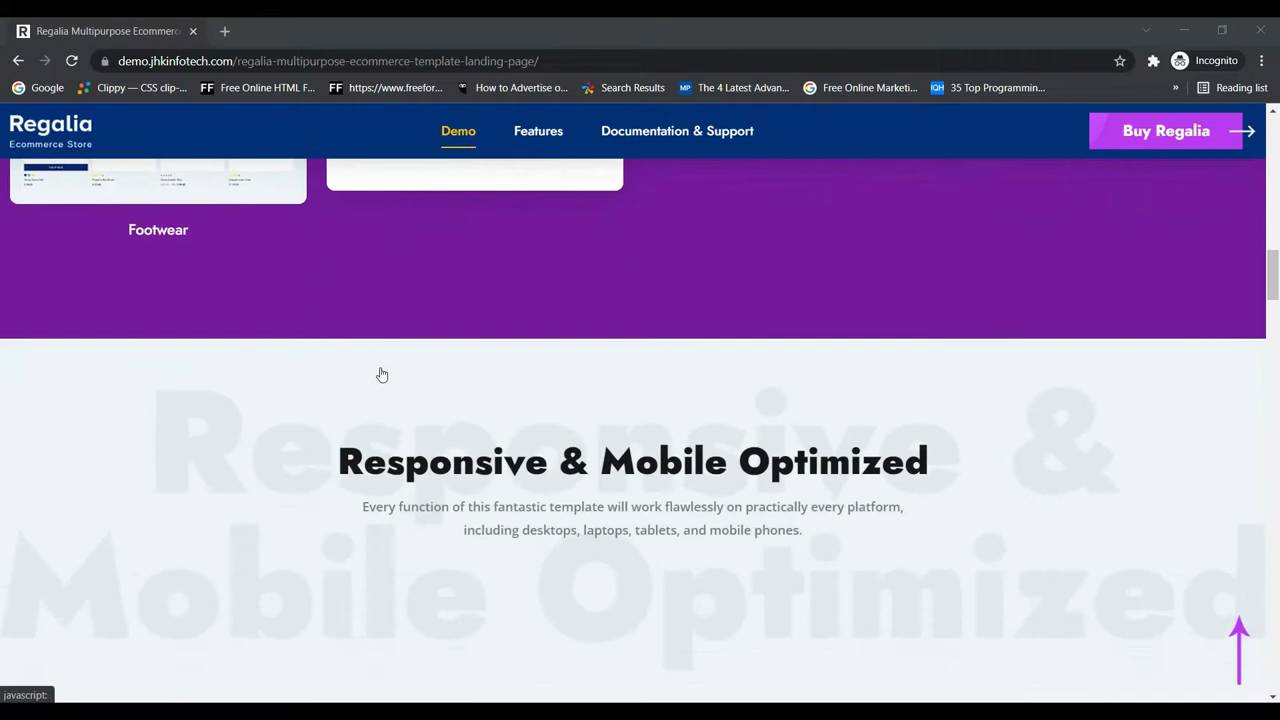 Regalia Multipurpose Ecommerc
demo.jhkinfotech.com/regalia-multipurpose-ecommerce-template-landing-page/
Incognito
Google
Clippy — CSS clip-...
Free Online HTML F...
https://www.freefor...
How to Advertise o...
Search Results
The 4 Latest Advan...
Free Online Marketi...
35 Top Programmin...
»
Reading list
Regalia
Ecommerce Store
Demo
Features
Documentation & Support
Buy Regalia
Footwear
Responsive &
Mobile Optimized
Responsive & Mobile Optimized
Every function of this fantastic template will work flawlessly on practically every platform,
including desktops, laptops, tablets, and mobile phones.
javascript: